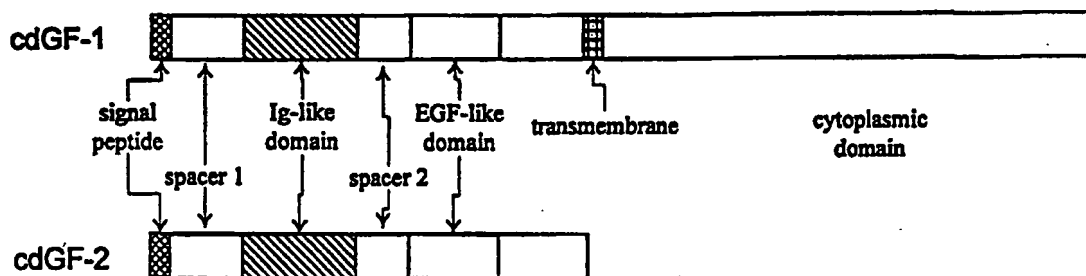 cdGF-1
signal
peptide
spacer 1
Ig-like
domain
spacer 2
EGF-like
domain
transmembrane
cytoplasmic
domain
cdGF-2